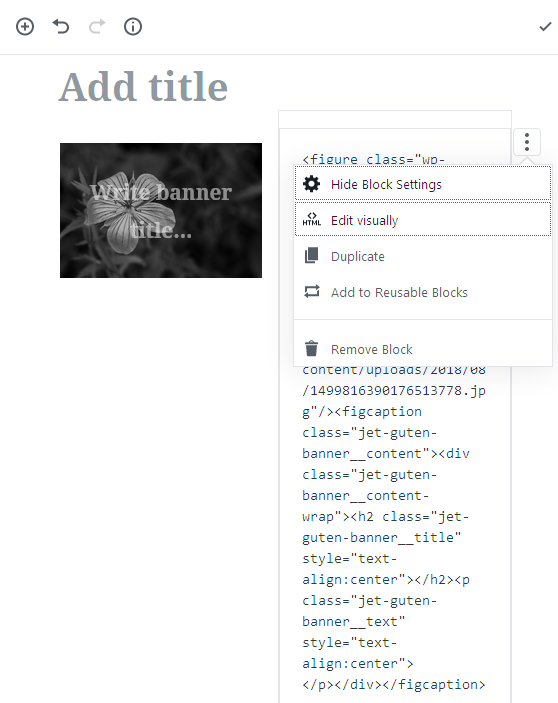 Add title
Write banner
title...
<figure class="wp-
Hide Block Settings
HTML
Edit visually
Duplicate
Add to Reusable Blocks
Remove Block
content/uploads/2018/08
/1499816390176513778.jp
g"/><figcaption
class="jet-guten-
banner__content"><div
class="jet-guten-
banner__content-
wrap"><h2 class="jet-
guten-banner__title"
style="text-
align:center"></h2><p
class="jet-guten-
banner__text"
style="text-
align:center">
</p></div></figcaption>